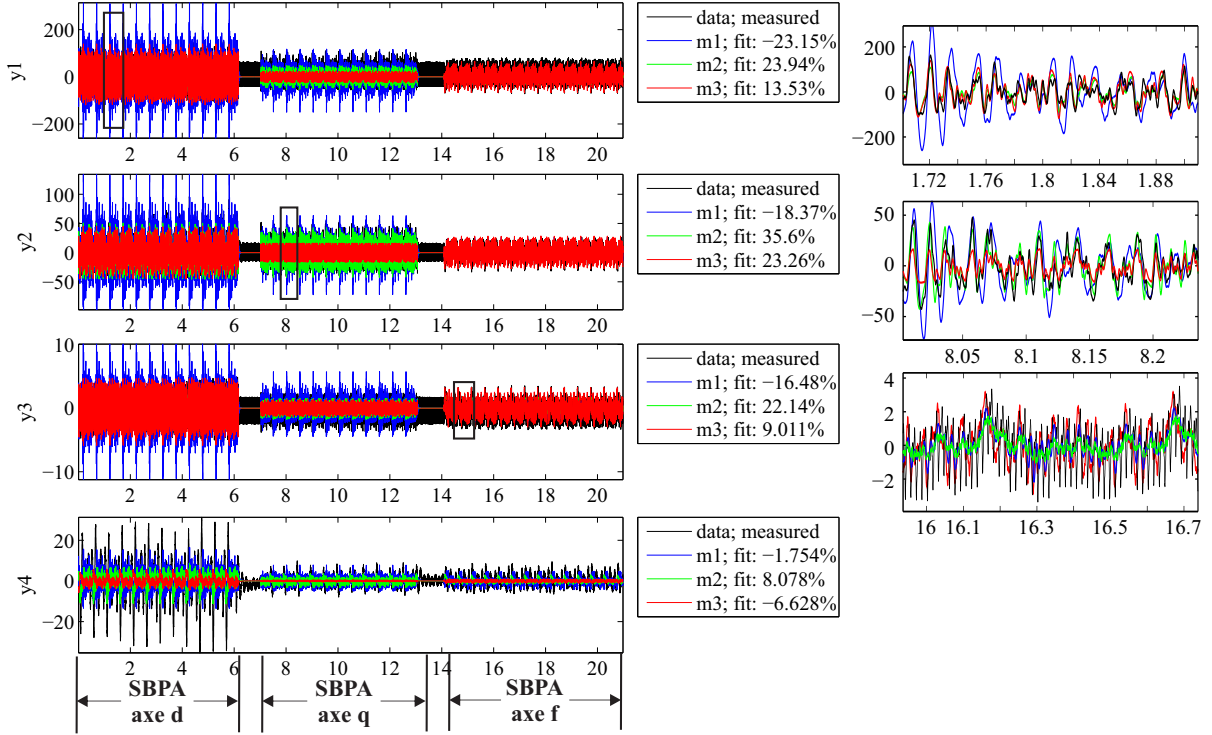 y1
200
0
−200
2 4 6 8 10 12 14 16 18 20
data; measured
m1; fit: −23.15%
m2; fit: 23.94%
m3; fit: 13.53%
200
0
−200
1.72 1.76 1.8 1.84 1.88
y2
100
50
0
−50
2 4 6 8 10 12 14 16 18 20
data; measured
m1; fit: −18.37%
m2; fit: 35.6%
m3; fit: 23.26%
50
0
−50
8.05 8.1 8.15 8.2
y3
10
0
−10
2 4 6 8 10 12 14 16 18 20
data; measured
m1; fit: −16.48%
m2; fit: 22.14%
m3; fit: 9.011%
4
2
0
−2
16 16.1 16.3 16.5 16.7
y4
20
0
−20
2 4 6 8 10 12 14 16 18 20
data; measured
m1; fit: −1.754%
m2; fit: 8.078%
m3; fit: −6.628%
SBPA
axe d
SBPA
axe q
SBPA
axe f